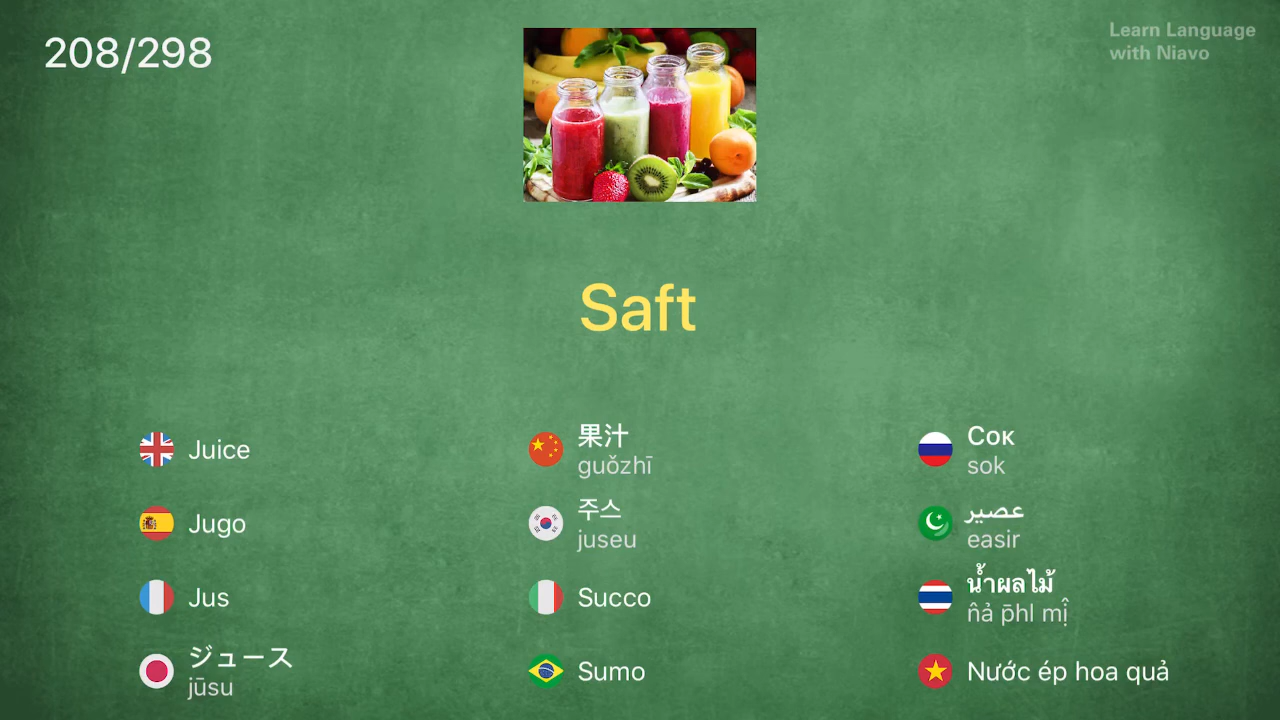 208/298
Learn Language
with Niavo
Saft
Juice
果汁
guǒzhī
Сок
sok
Jugo
주스
juseu
عصير
easir
Jus
Succo
น้ำผลไม้
n̂ả p̄hl mị̂
ジュース
jūsu
Sumo
Nước ép hoa quả